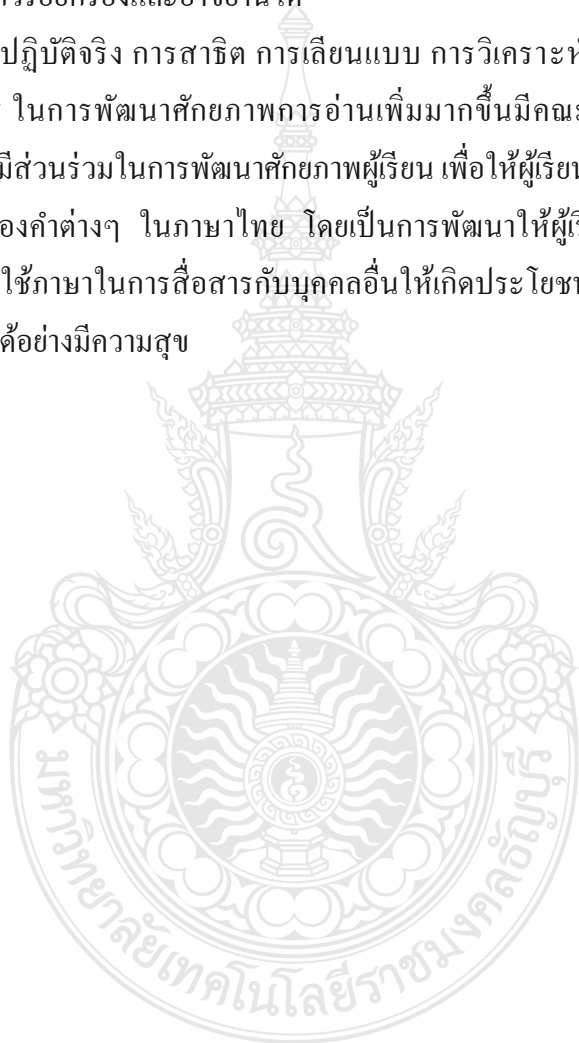 ปฏิบัติจริง การสาธิต การเลียนแบบ การวิเคราะห
ในการพัฒนาศักยภาพการอ่านเพิ่มมากขึ้นมีคณะ
มีส่วนร่วมในการพัฒนาศักยภาพผู้เรียน เพื่อให้ผู้เรียน
องคำต่างๆ ในภาษาไทย โดยเป็นการพัฒนาให้ผู้เรี
ใช้ภาษาในการสื่อสารกับบุคคลอื่นให้เกิดประโยชน
ด้อย่างมีความสุข
มหาวิทยาลัยเทคโนโลยีราชมงคลธัญบุรี